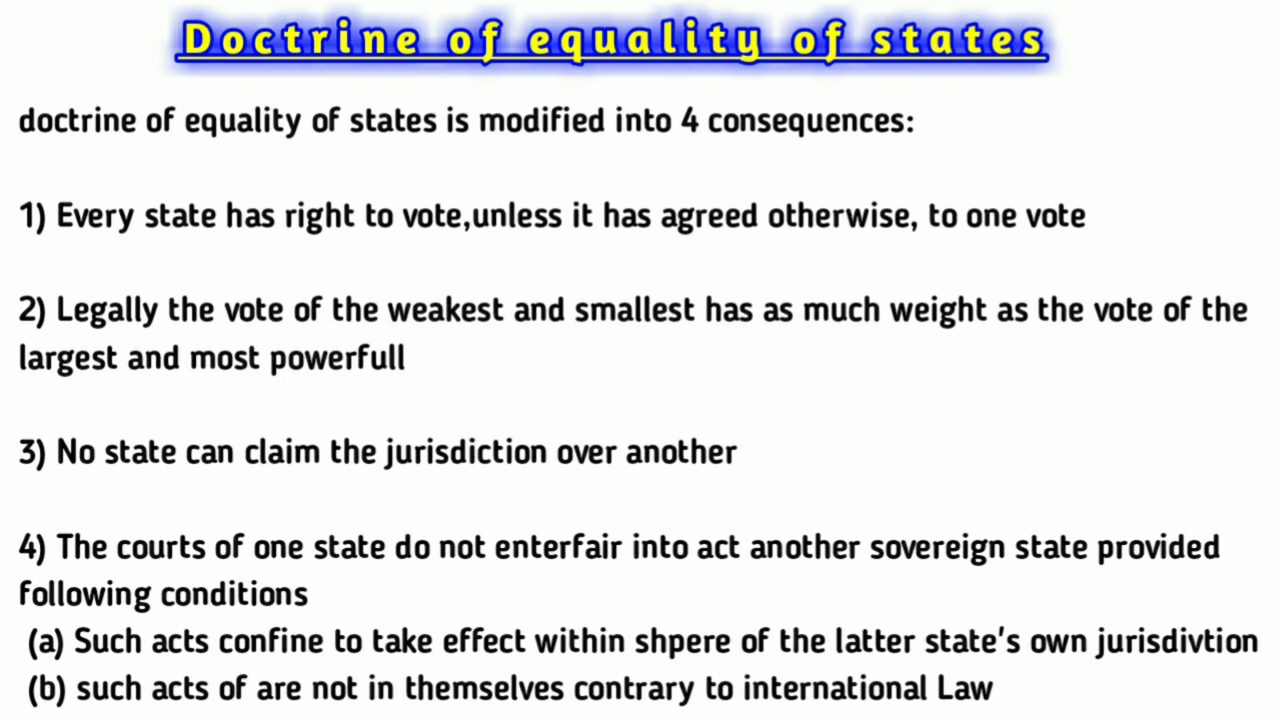 Doctrine of equality of states
doctrine of equality of states is modified into 4 consequences:
1) Every state has right to vote,unless it has agreed otherwise, to one vote
2) Legally the vote of the weakest and smallest has as much weight as the vote of the
largest and most powerfull
3) No state can claim the jurisdiction over another
4) The courts of one state do not enterfair into act another sovereign state provided
following conditions
(a) Such acts confine to take effect within shpere of the latter state's own jurisdivtion
(b) such acts of are not in themselves contrary to international Law